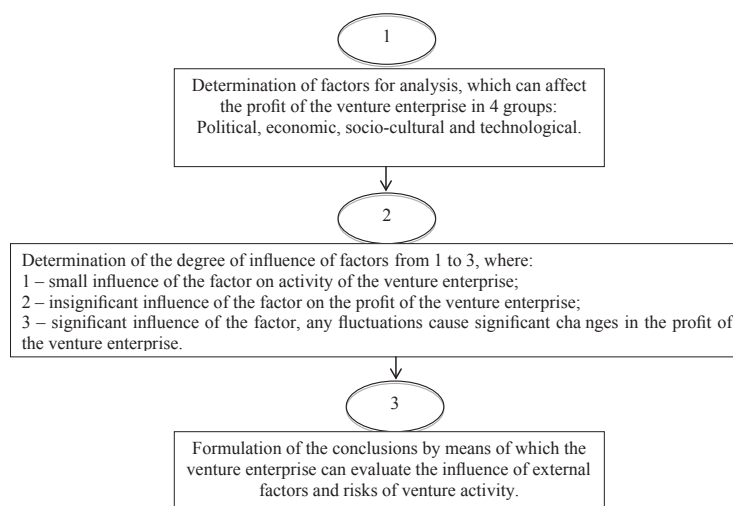 1
Determination of factors for analysis, which can affect
the profit of the venture enterprise in 4 groups:
Political, economic, socio-cultural and technological.
2
Determination of the degree of influence of factors from 1 to 3, where:
1 – small influence of the factor on activity of the venture enterprise;
2 – insignificant influence of the factor on the profit of the venture enterprise;
3 – significant influence of the factor, any fluctuations cause significant changes in the profit of
the venture enterprise.
3
Formulation of the conclusions by means of which the
venture enterprise can evaluate the influence of external
factors and risks of venture activity.